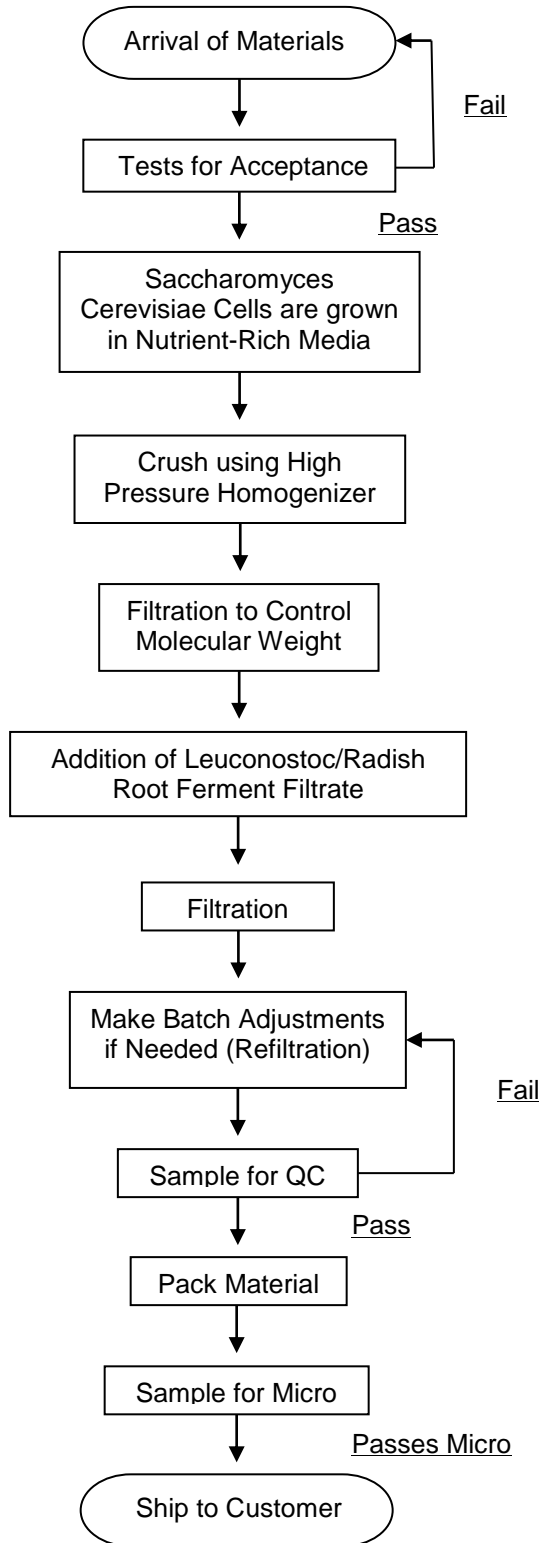 Arrival of Materials
Fail
Tests for Acceptance
Pass
Saccharomyces
Cerevisiae Cells are grown
in Nutrient-Rich Media
Crush using High
Pressure Homogenizer
Filtration to Control
Molecular Weight
Addition of Leuconostoc/Radish
Root Ferment Filtrate
Filtration
Make Batch Adjustments
if Needed (Refiltration)
Fail
Sample for QC
Pass
Pack Material
Sample for Micro
Passes Micro
Ship to Customer